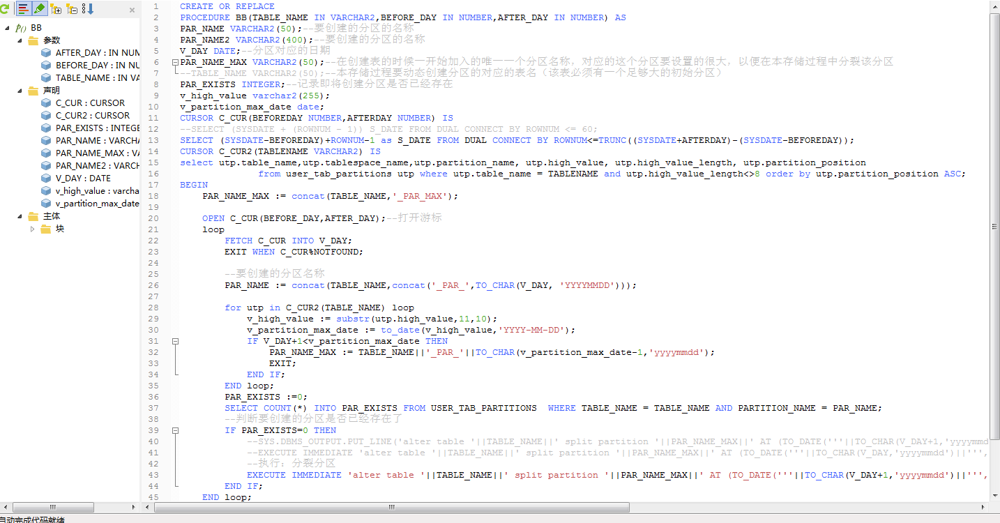 BB
参数
AFTER_DAY : IN NUM
BEFORE_DAY : IN NU
TABLE_NAME : IN VA
声明
C_CUR : CURSOR
C_CUR2 : CURSOR
PAR_EXISTS : INTEGE
PAR_NAME : VARCHA
PAR_NAME_MAX : VA
PAR_NAME2 : VARCH
V_DAY : DATE
v_high_value : varcha
v_partition_max_date
主体
块
1 CREATE OR REPLACE
2 PROCEDURE BB(TABLE_NAME IN VARCHAR2,BEFORE_DAY IN NUMBER,AFTER_DAY IN NUMBER) AS
3 PAR_NAME VARCHAR2(50);--要创建的分区的名称
4 PAR_NAME2 VARCHAR2(400);--要创建的分区的名称
5 V_DAY DATE;--分区对应的日期
6 PAR_NAME_MAX VARCHAR2(50);--在创建表的时候一开始加入的唯一一个分区名称，对应的这个分区要设置的很大，以便在本存储过程中分裂该分区
7 --TABLE_NAME VARCHAR2(50);--本存储过程要动态创建分区的对应的表名（该表必须有一个足够大的初始分区）
8 PAR_EXISTS INTEGER;--记录即将创建分区是否已经存在
9 v_high_value varchar2(255);
10 v_partition_max_date date;
11 CURSOR C_CUR(BEFOREDAY NUMBER,AFTERDAY NUMBER) IS
12 --SELECT (SYSDATE + (ROWNUM - 1)) S_DATE FROM DUAL CONNECT BY ROWNUM <= 60;
13 SELECT (SYSDATE-BEFOREDAY)+ROWNUM-1 as S_DATE FROM DUAL CONNECT BY ROWNUM<=TRUNC((SYSDATE+AFTERDAY)-(SYSDATE-BEFOREDAY));
14 CURSOR C_CUR2(TABLENAME VARCHAR2) IS
15 select utp.table_name,utp.tablespace_name,utp.partition_name, utp.high_value, utp.high_value_length, utp.partition_position
16 from user_tab_partitions utp where utp.table_name = TABLENAME and utp.high_value_length<>8 order by utp.partition_position ASC;
17 BEGIN
18 PAR_NAME_MAX := concat(TABLE_NAME,'_PAR_MAX');
19
20 OPEN C_CUR(BEFORE_DAY,AFTER_DAY);--打开游标
21 loop
22 FETCH C_CUR INTO V_DAY;
23 EXIT WHEN C_CUR%NOTFOUND;
24
25 --要创建的分区名称
26 PAR_NAME := concat(TABLE_NAME,concat('_PAR_',TO_CHAR(V_DAY, 'YYYYMMDD')));
27
28 for utp in C_CUR2(TABLE_NAME) loop
29 v_high_value := substr(utp.high_value,11,10);
30 v_partition_max_date := to_date(v_high_value,'YYYY-MM-DD');
31 IF V_DAY+1<v_partition_max_date THEN
32 PAR_NAME_MAX := TABLE_NAME||'_PAR_'||TO_CHAR(v_partition_max_date-1,'yyyymmdd');
33 EXIT;
34 END IF;
35 END loop;
36 PAR_EXISTS :=0;
37 SELECT COUNT(*) INTO PAR_EXISTS FROM USER_TAB_PARTITIONS  WHERE TABLE_NAME = TABLE_NAME AND PARTITION_NAME = PAR_NAME;
38 --判断要创建的分区是否已经存在了
39 IF PAR_EXISTS=0 THEN
40 --SYS.DBMS_OUTPUT.PUT_LINE('alter table '||TABLE_NAME||' split partition '||PAR_NAME_MAX||' AT (TO_DATE('''||TO_CHAR(V_DAY+1,'yyyymmd
41 --EXECUTE IMMEDIATE 'alter table '||TABLE_NAME||' split partition '||PAR_NAME_MAX||' AT (TO_DATE('''||TO_CHAR(V_DAY,'yyyymmdd')||''',
42 --执行：分裂分区
43 EXECUTE IMMEDIATE 'alter table '||TABLE_NAME||' split partition '||PAR_NAME_MAX||' AT (TO_DATE('''||TO_CHAR(V_DAY+1,'yyyymmdd')||''',
44 END IF;
45 END loop;
自动完成代码就绪